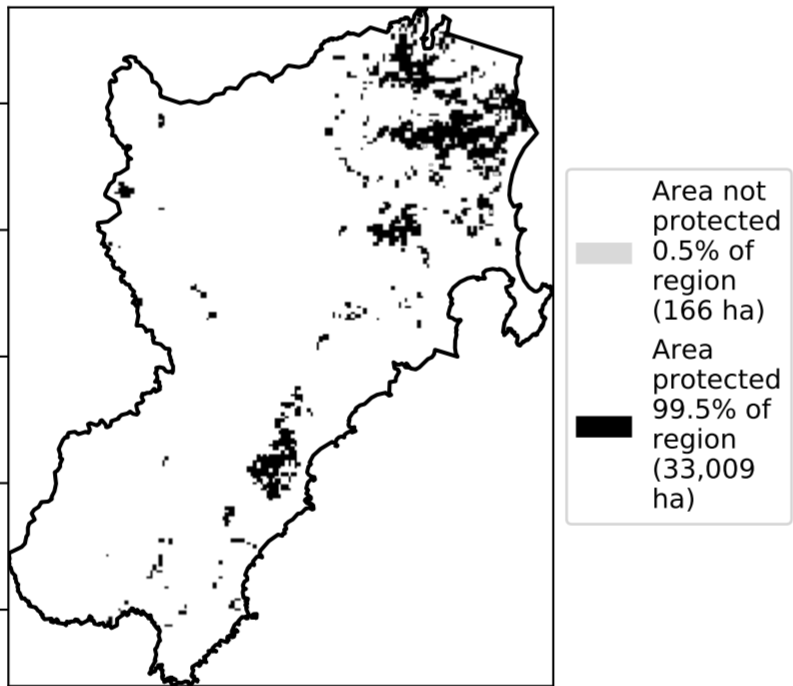 Area not
protected
0.5% of
region
(166 ha)
Area
protected
99.5% of
region
(33,009
ha)